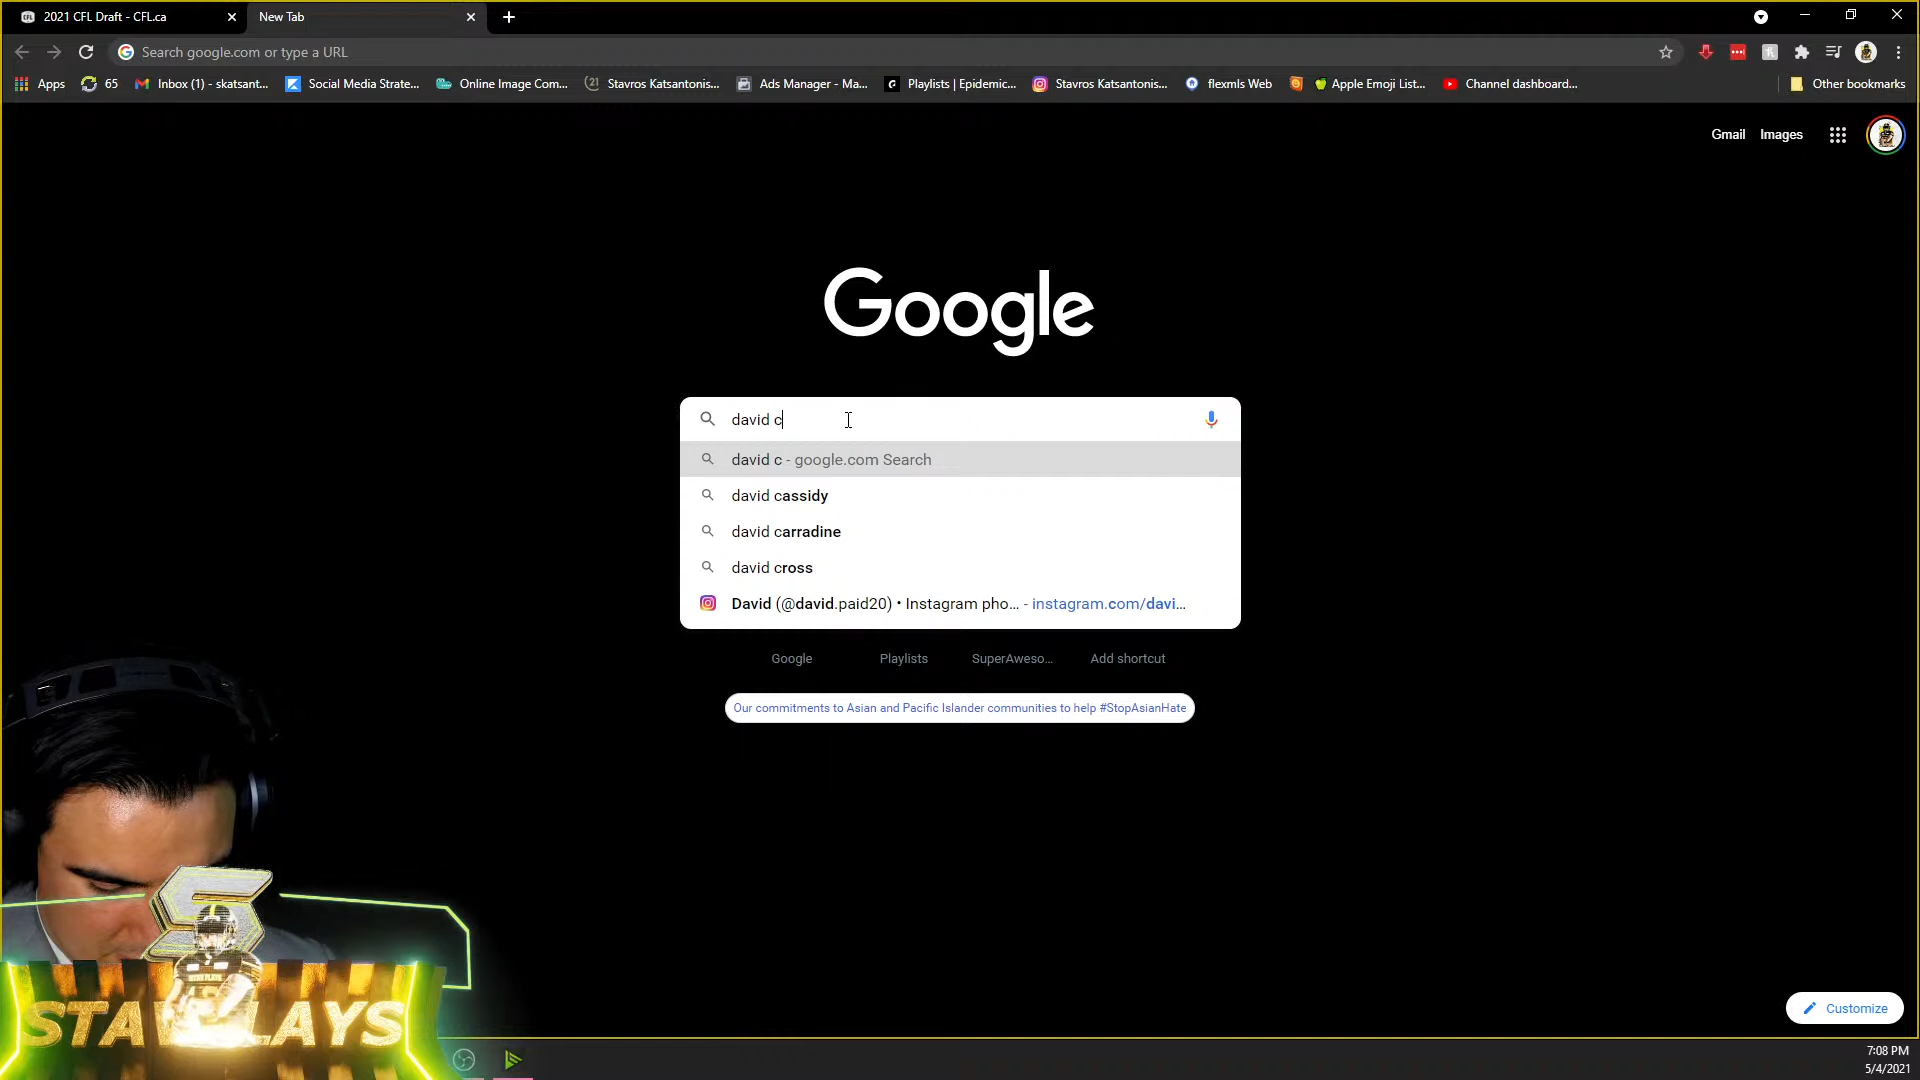 2021 CFL Draft - CFL.ca
New Tab
Search google.com or type a URL
Apps
65
Inbox (1) - skatsant...
Social Media Strate...
Online Image Com...
Stavros Katsantonis...
Ads Manager - Ma...
Playlists | Epidemic...
Stavros Katsantonis...
flexmls Web
Apple Emoji List...
Channel dashboard...
Other bookmarks
Gmail
Images
Google
david c
david c - google.com Search
david cassidy
david carradine
david cross
David (@david.paid20) • Instagram pho... - instagram.com/davi...
Google
Playlists
SuperAweso...
Add shortcut
Our commitments to Asian and Pacific Islander communities to help #StopAsianHate
S
Customize
7:08 PM
5/4/2021